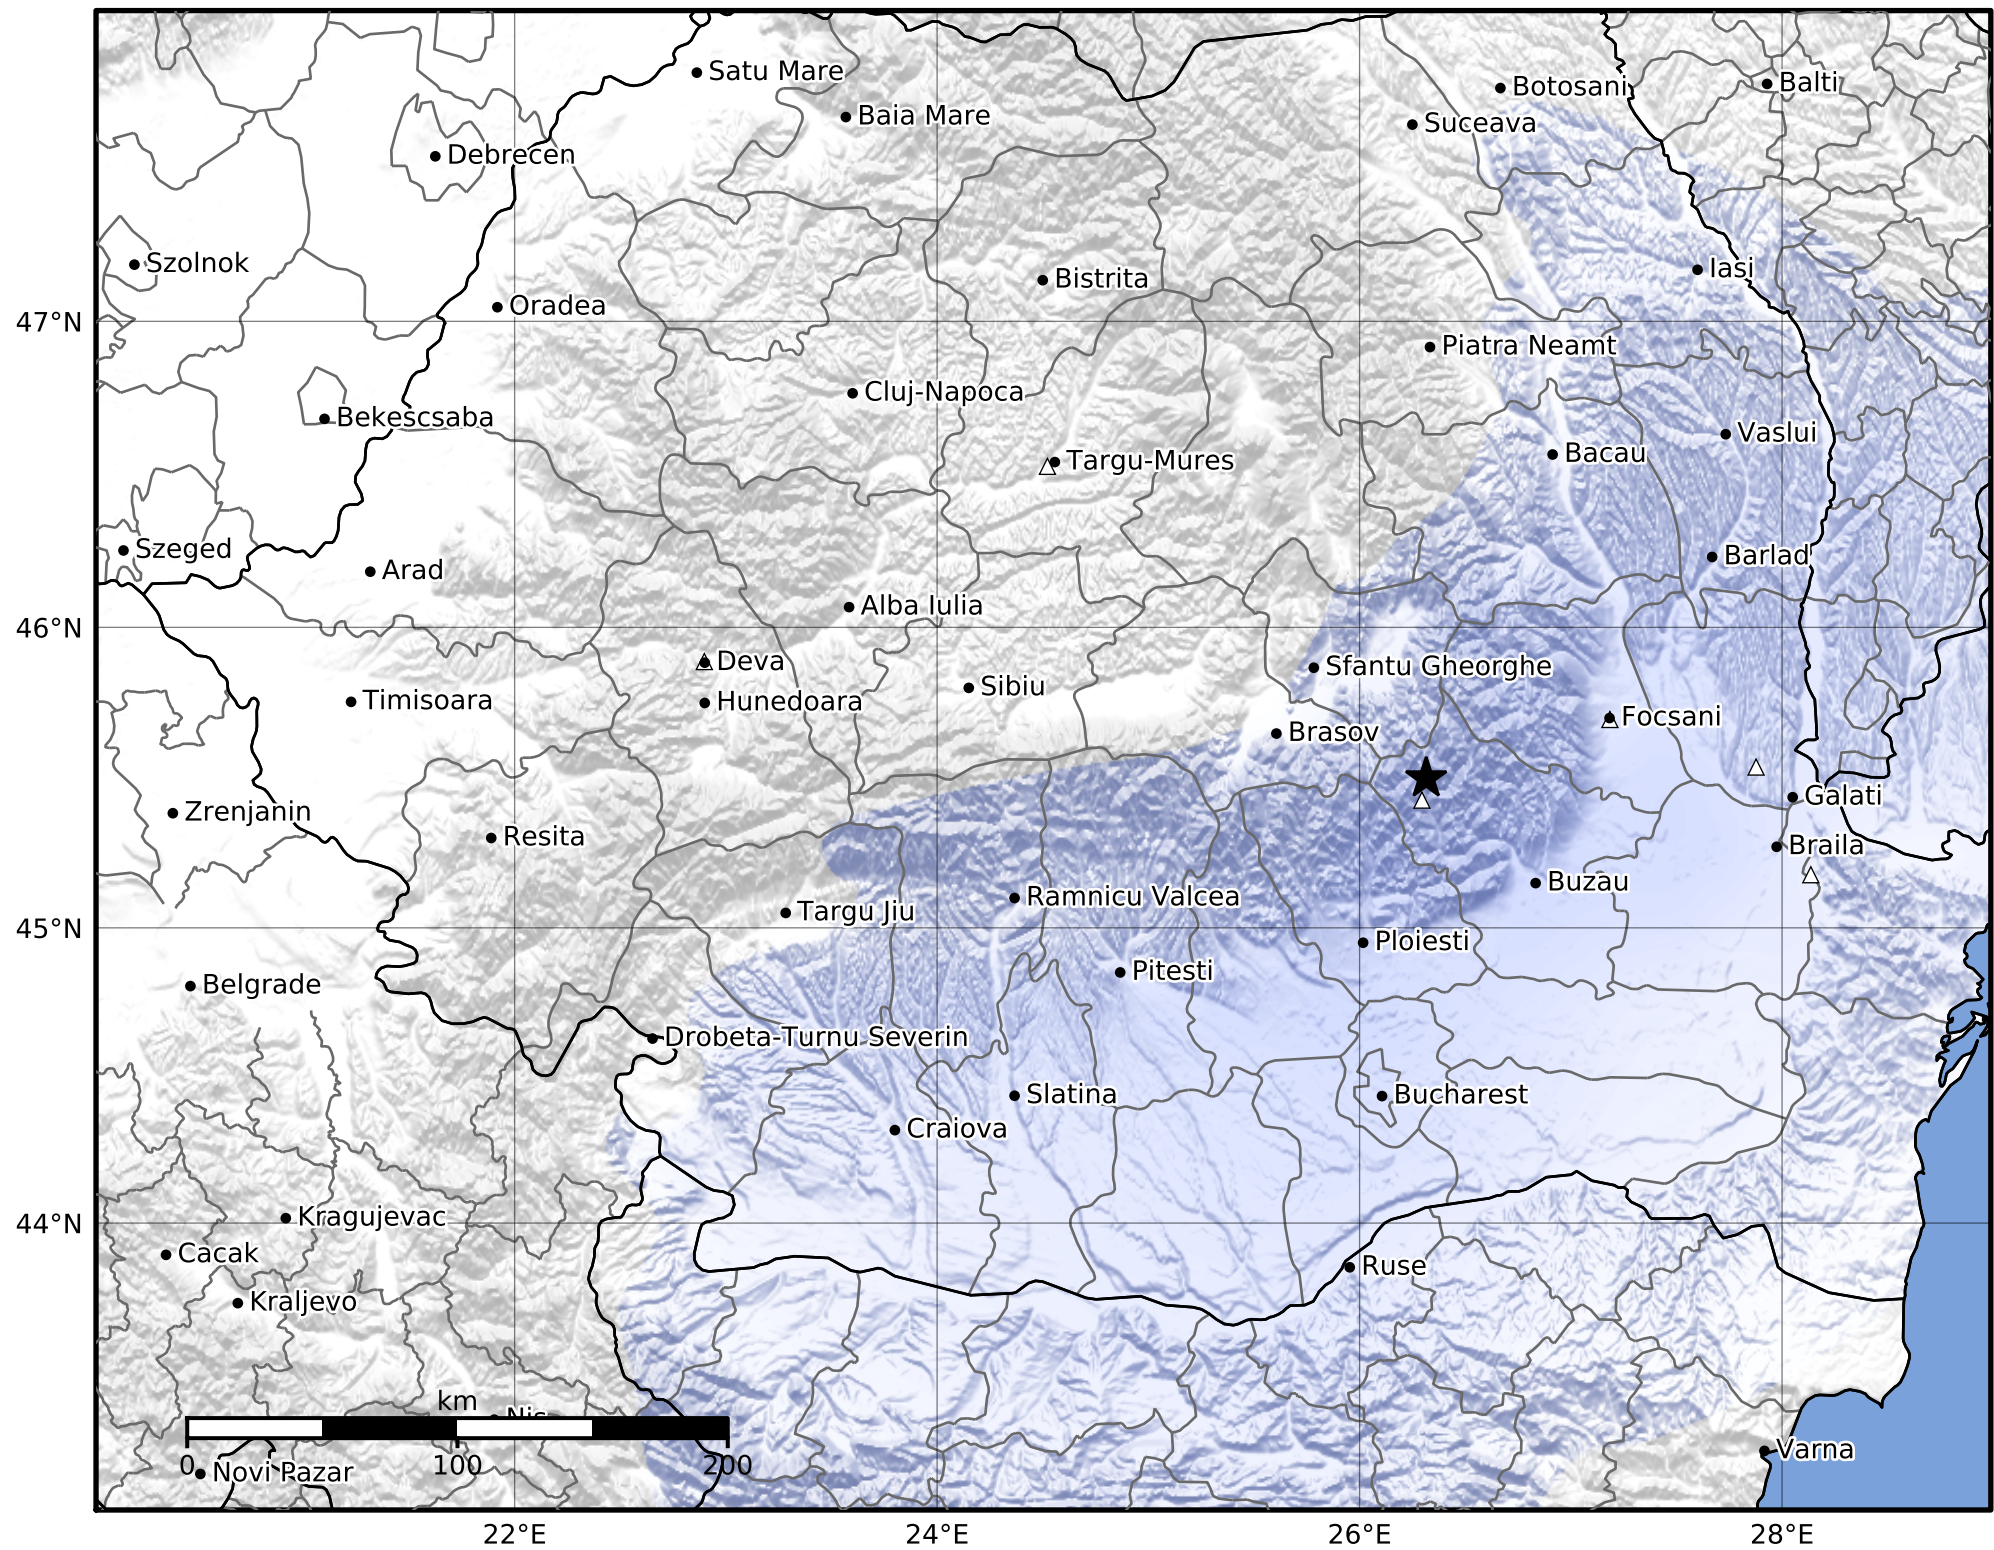 Satu Mare
Botosani
Balti
Baia Mare
Suceava
Debrecen
Szolnok
Iasi
Bistrita
Oradea
47°N
Piatra Neamt
Cluj-Napoca
Bekescsaba
Vaslui
Bacau
Targu-Mures
Szeged
Barlad
Arad
Alba Iulia
46°N
Deva
Sfantu Gheorghe
Sibiu
Timisoara
Hunedoara
Focsani
Brasov
Galati
Zrenjanin
Resita
Braila
Buzau
Ramnicu Valcea
Targu Jiu
45°N
Ploiesti
Pitesti
Belgrade
Drobeta-Turnu Severin
Slatina
Bucharest
Craiova
Kragujevac
44°N
Cacak
Ruse
Kraljevo
km
Nis
Varna
0 100 200
Novi Pazar
22°E 24°E 26°E 28°E